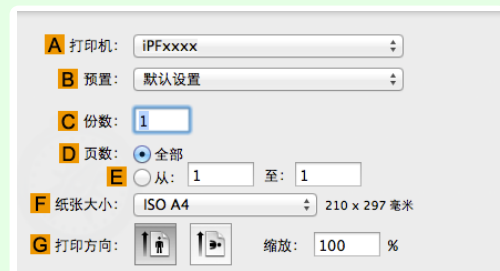 A 打印机: iPFxxxx
B 预置: 默认设置
C 份数: 1
D 页数: 全部
E 从: 1 至: 1
F 纸张大小: ISO A4 210 x 297 毫米
G 打印方向: 缩放: 100 %